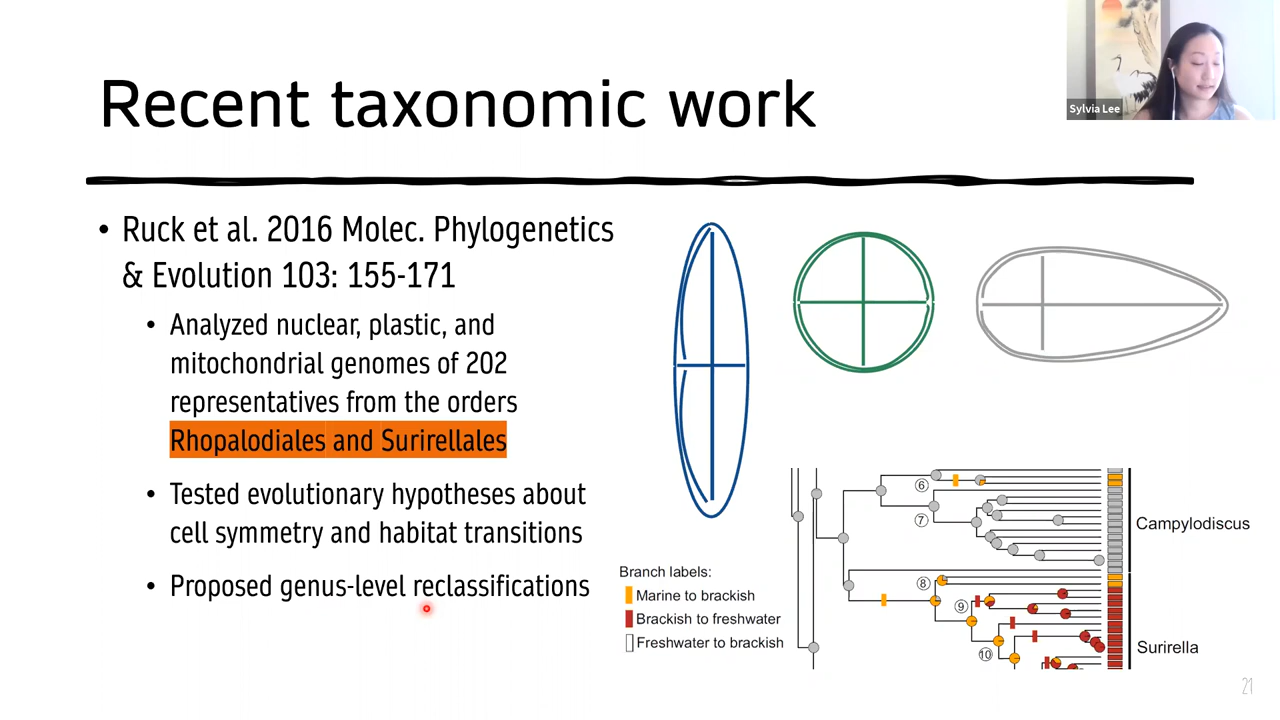 Sylvia Lee
Recent taxonomic work
• Ruck et al. 2016 Molec. Phylogenetics
& Evolution 103: 155-171
• Analyzed nuclear, plastic, and
mitochondrial genomes of 202
representatives from the orders
Rhopalodiales and Surirellales
• Tested evolutionary hypotheses about
cell symmetry and habitat transitions
• Proposed genus-level reclassifications
Branch labels:
Marine to brackish
Brackish to freshwater
Freshwater to brackish
6
7
Campylodiscus
8
9
10
Surirella
21